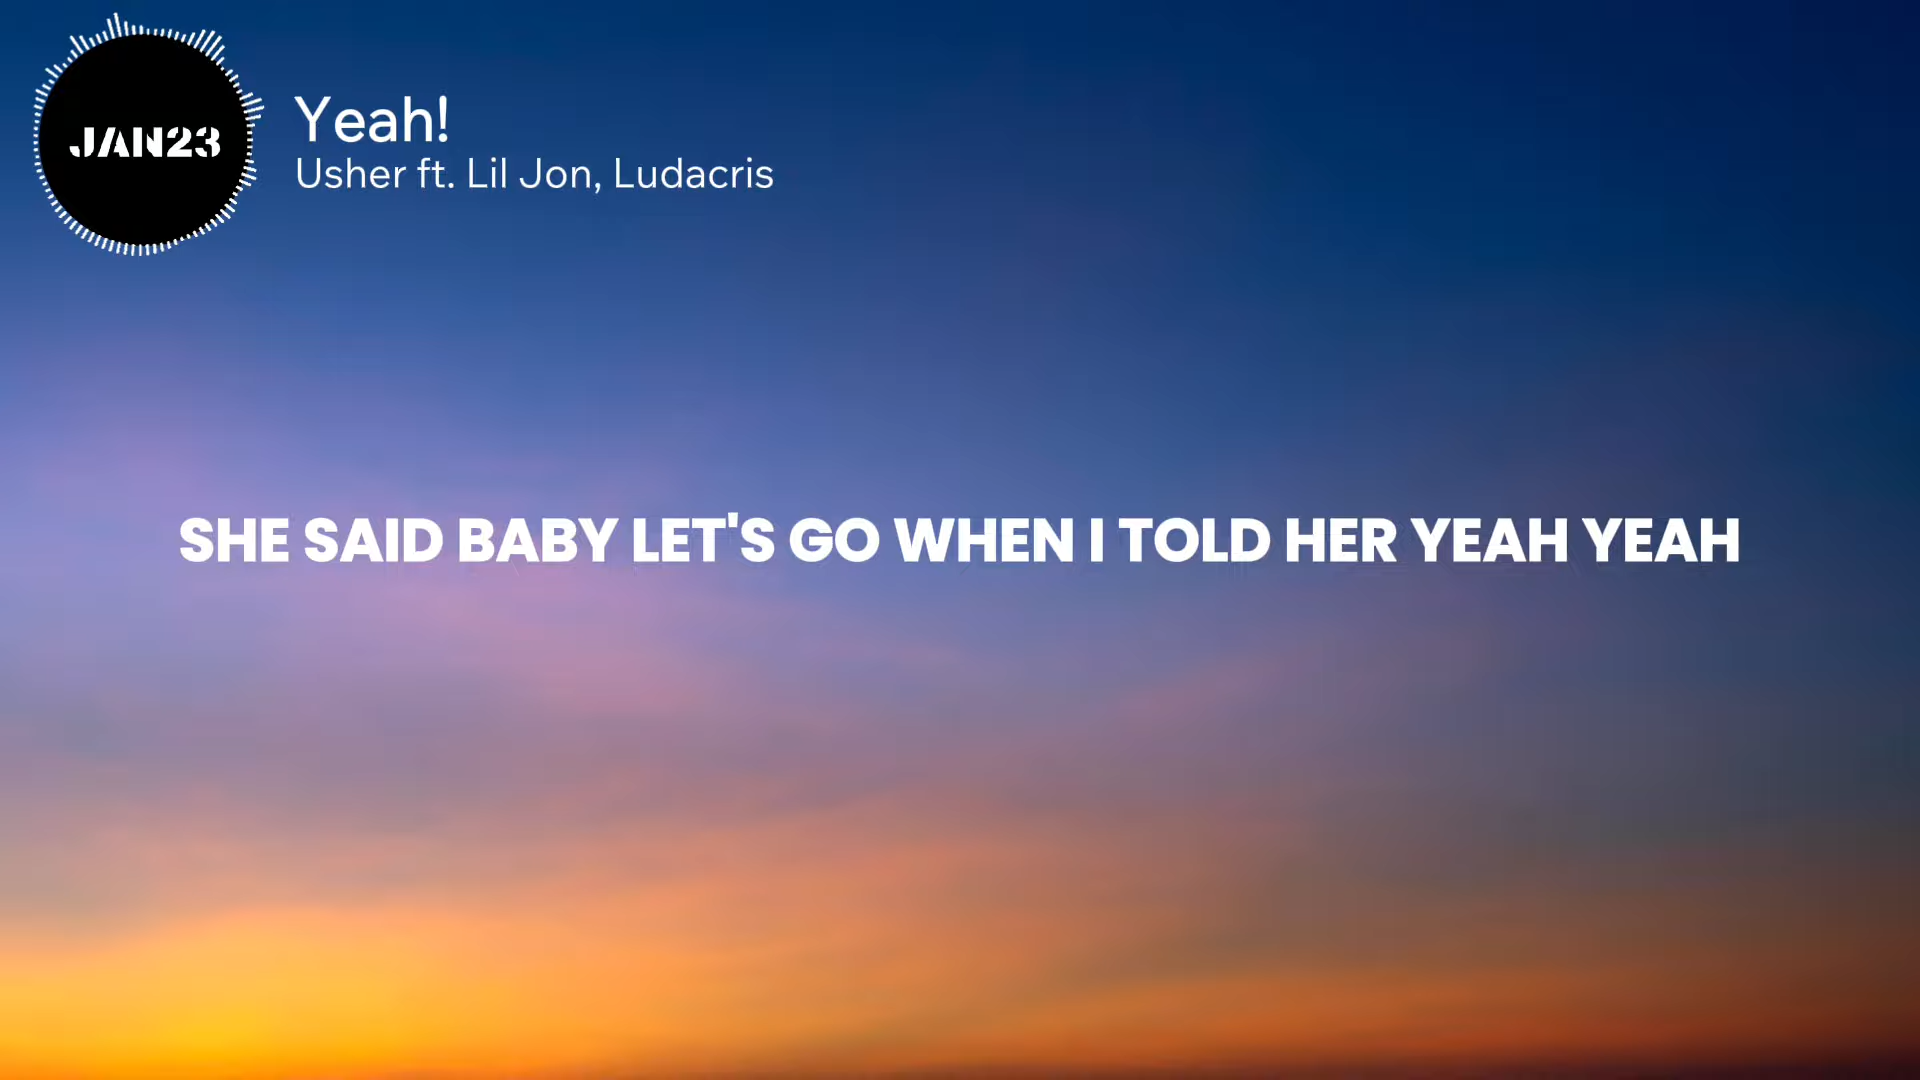 JAN23
Yeah!
Usher ft. Lil Jon, Ludacris
SHE SAID BABY LET'S GO WHEN I TOLD HER YEAH YEAH